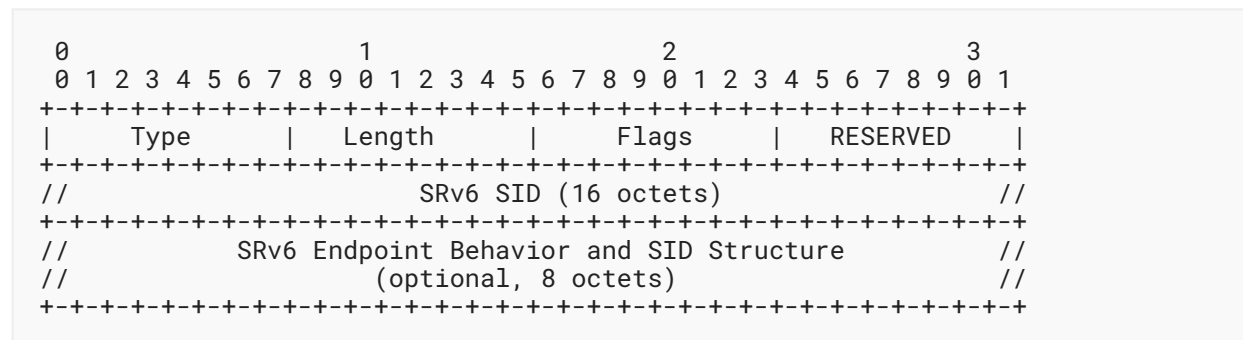 0                   1                   2                   3
 0 1 2 3 4 5 6 7 8 9 0 1 2 3 4 5 6 7 8 9 0 1 2 3 4 5 6 7 8 9 0 1
+-+-+-+-+-+-+-+-+-+-+-+-+-+-+-+-+-+-+-+-+-+-+-+-+-+-+-+-+-+-+-+-+
|     Type      |   Length      |     Flags     |   RESERVED    |
+-+-+-+-+-+-+-+-+-+-+-+-+-+-+-+-+-+-+-+-+-+-+-+-+-+-+-+-+-+-+-+-+
//                       SRv6 SID (16 octets)                  //
+-+-+-+-+-+-+-+-+-+-+-+-+-+-+-+-+-+-+-+-+-+-+-+-+-+-+-+-+-+-+-+-+
//           SRv6 Endpoint Behavior and SID Structure          //
//                    (optional, 8 octets)                     //
+-+-+-+-+-+-+-+-+-+-+-+-+-+-+-+-+-+-+-+-+-+-+-+-+-+-+-+-+-+-+-+-+